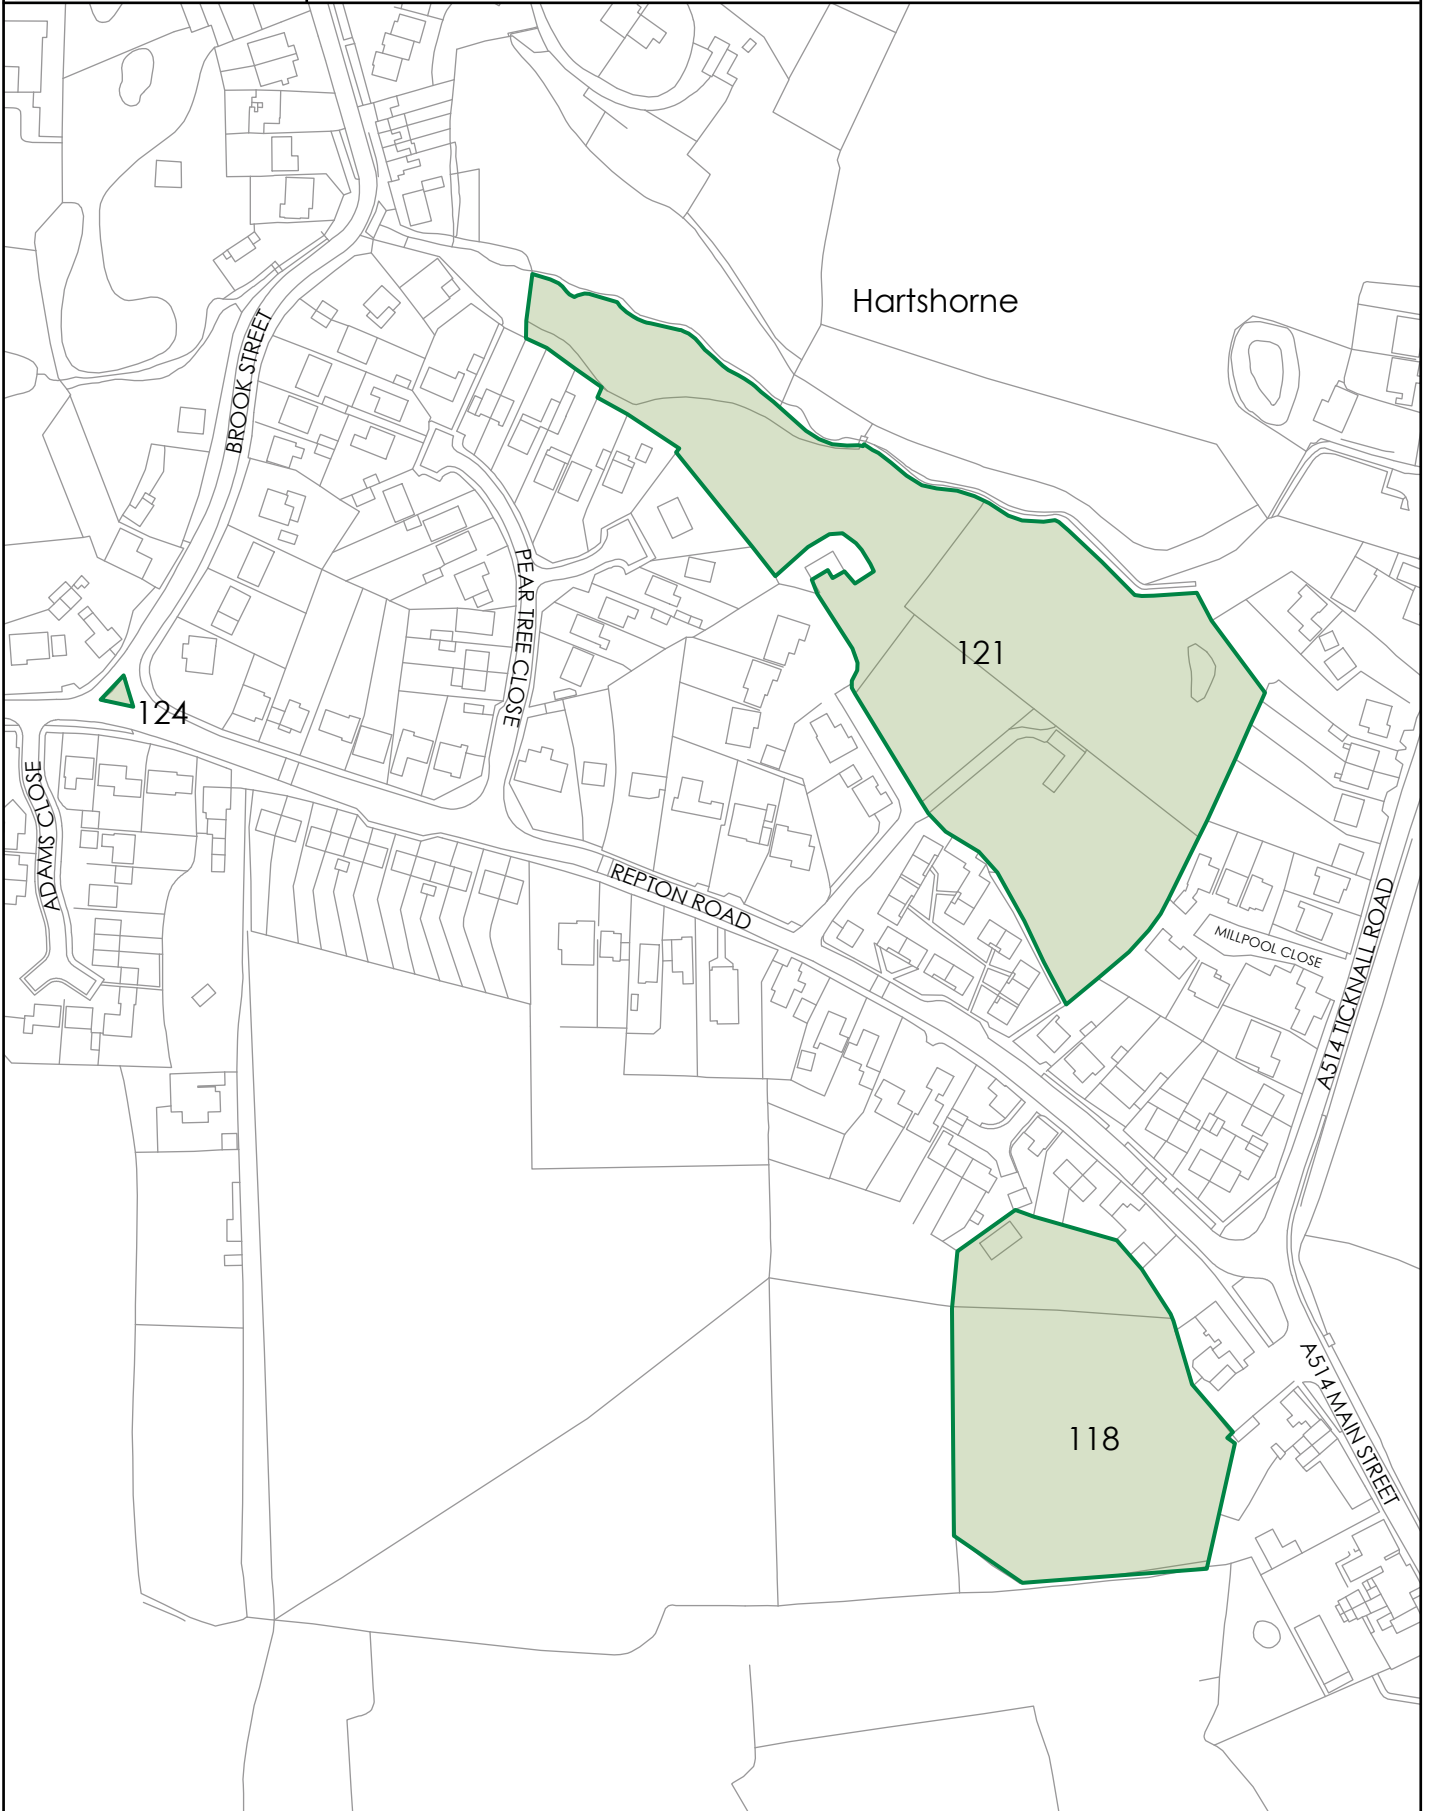 Hartshorne
BROOK STREET
PEAR TREE CLOSE
121
124
ADAMS CLOSE
REPTON ROAD
MILLPOOL CLOSE
A514 TICKNALL ROAD
A514 MAIN STREET
118